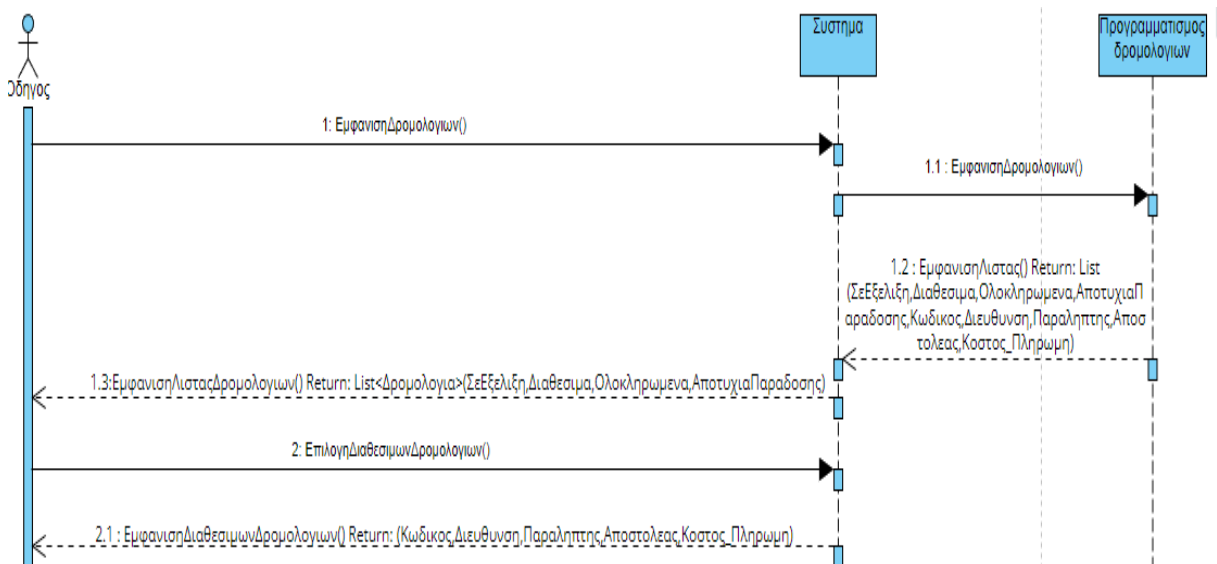 Συστημα
Προγραμματισμος
δρομολογιων
Οδηγος
1: ΕμφανισηΔρομολογιων()
1.1 : ΕμφανισηΔρομολογιων()
1.2 : ΕμφανισηΛιστας() Return: List
(ΣεΕξελιξη,Διαθεσιμα,Ολοκληρωμενα,ΑποτυχιαΠ
αραδοσης,Κωδικος,Διευθυνση,Παραληπτης,Αποσ
τολεας,Κοστος_Πληρωμη)
1.3:ΕμφανισηΛισταςΔρομολογιων() Return: List<Δρομολογια>(ΣεΕξελιξη,Διαθεσιμα,Ολοκληρωμενα,ΑποτυχιαΠαραδοσης)
2: ΕπιλογηΔιαθεσιμωνΔρομολογιων()
2.1 : ΕμφανισηΔιαθεσιμωνΔρομολογιων() Return: (Κωδικος,Διευθυνση,Παραληπτης,Αποστολεας,Κοστος_Πληρωμη)